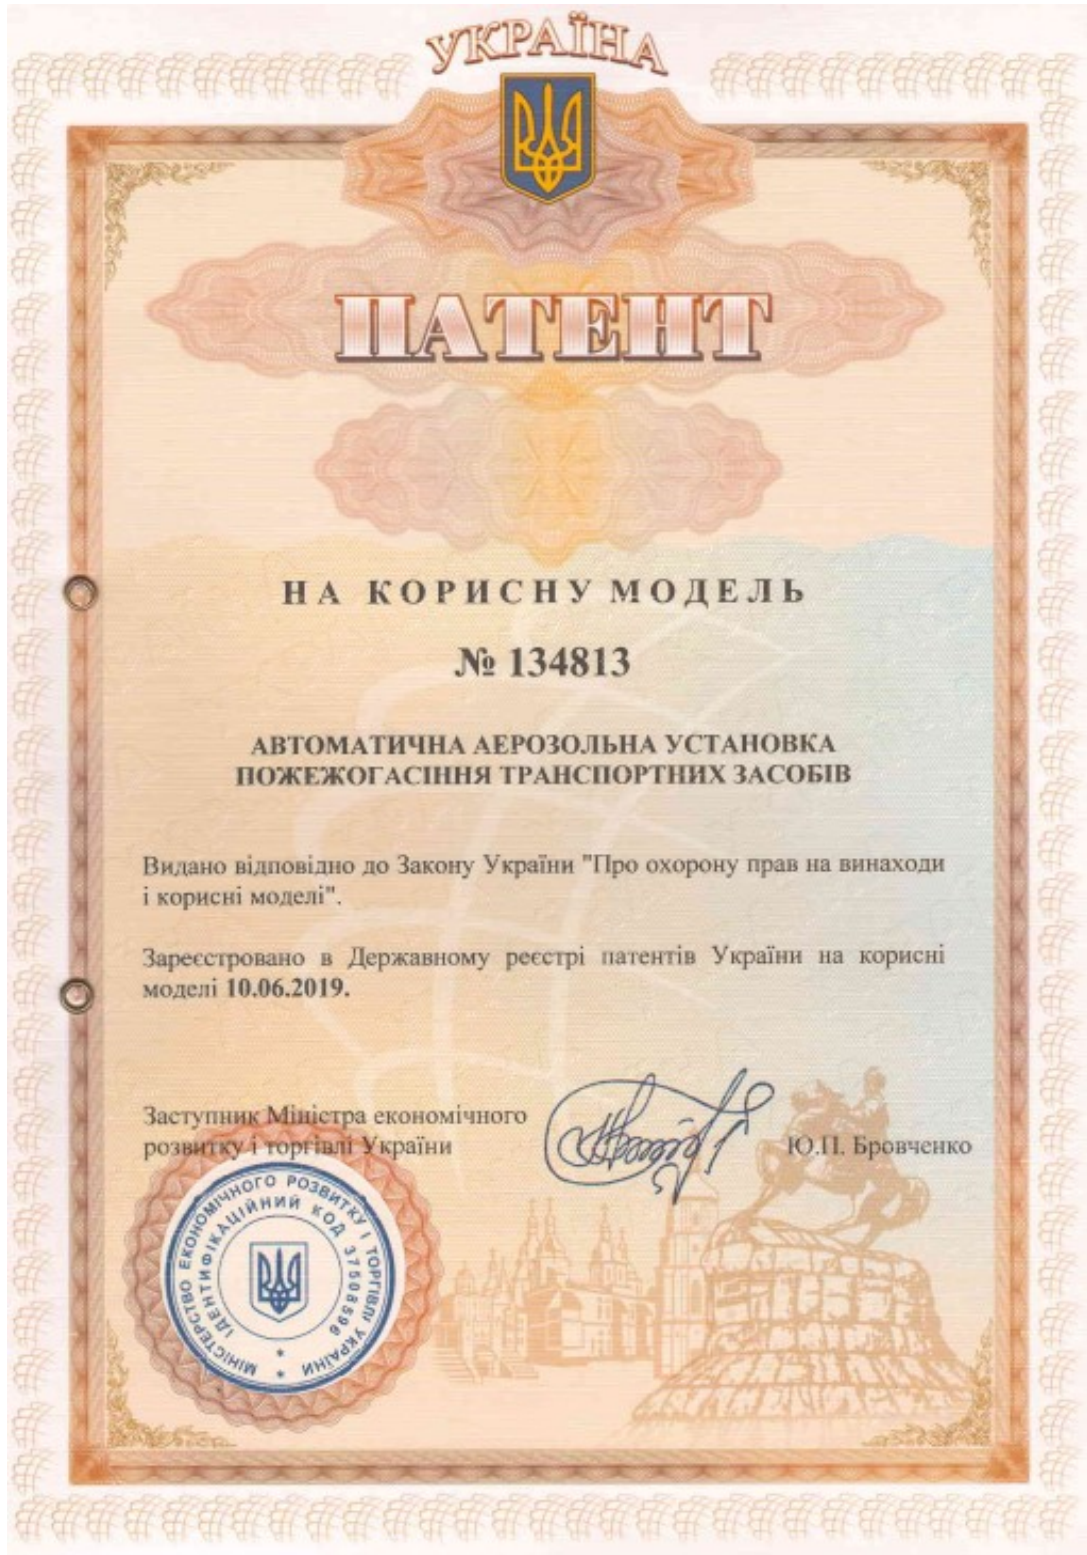 УКРАЇНА
ПАТЕНТ
НА КОРИСНУ МОДЕЛЬ
№ 134813
АВТОМАТИЧНА АЕРОЗОЛЬНА УСТАНОВКА
ПОЖЕЖОГАСІННЯ ТРАНСПОРТНИХ ЗАСОБІВ
Видано відповідно до Закону України "Про охорону прав на винаходи
і корисні моделі".
Зареєстровано в Державному реєстрі патентів України на корисні
моделі 10.06.2019.
Заступник Міністра економічного
розвитку і торгівлі України
Ю.П. Бровченко
МІНІСТЕРСТВО ЕКОНОМІЧНОГО РОЗВИТКУ І ТОРГІВЛІ УКРАЇНИ *
ІДЕНТИФІКАЦІЙНИЙ КОД 37508596 *